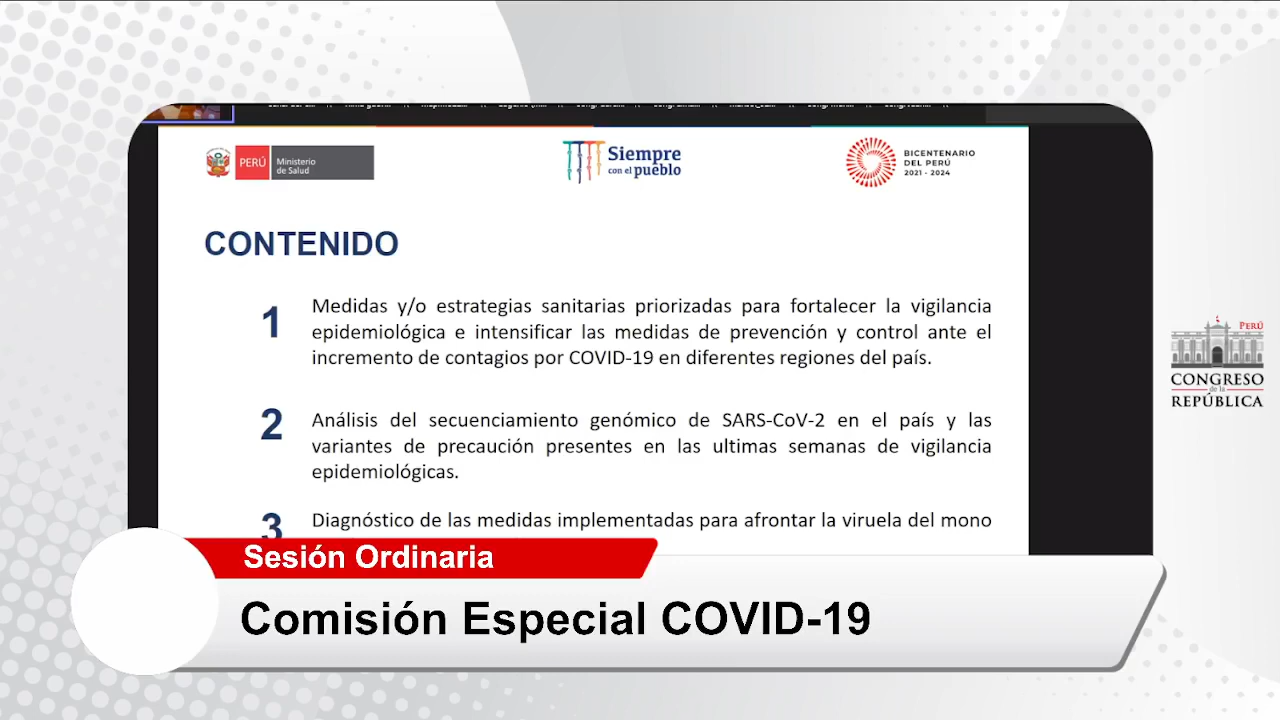 PERÚ
Ministerio
de Salud
Siempre
con el pueblo
BICENTENARIO
DEL PERÚ
2021 - 2024
CONTENIDO
1
Medidas y/o estrategias sanitarias priorizadas para fortalecer la vigilancia
epidemiológica e intensificar las medidas de prevención y control ante el
incremento de contagios por COVID-19 en diferentes regiones del país.
2
Análisis del secuenciamiento genómico de SARS-CoV-2 en el país y las
variantes de precaución presentes en las ultimas semanas de vigilancia
epidemiológicas.
3
Diagnóstico de las medidas implementadas para afrontar la viruela del mono
PERÚ
CONGRESO
de la
REPÚBLICA
Sesión Ordinaria
Comisión Especial COVID-19